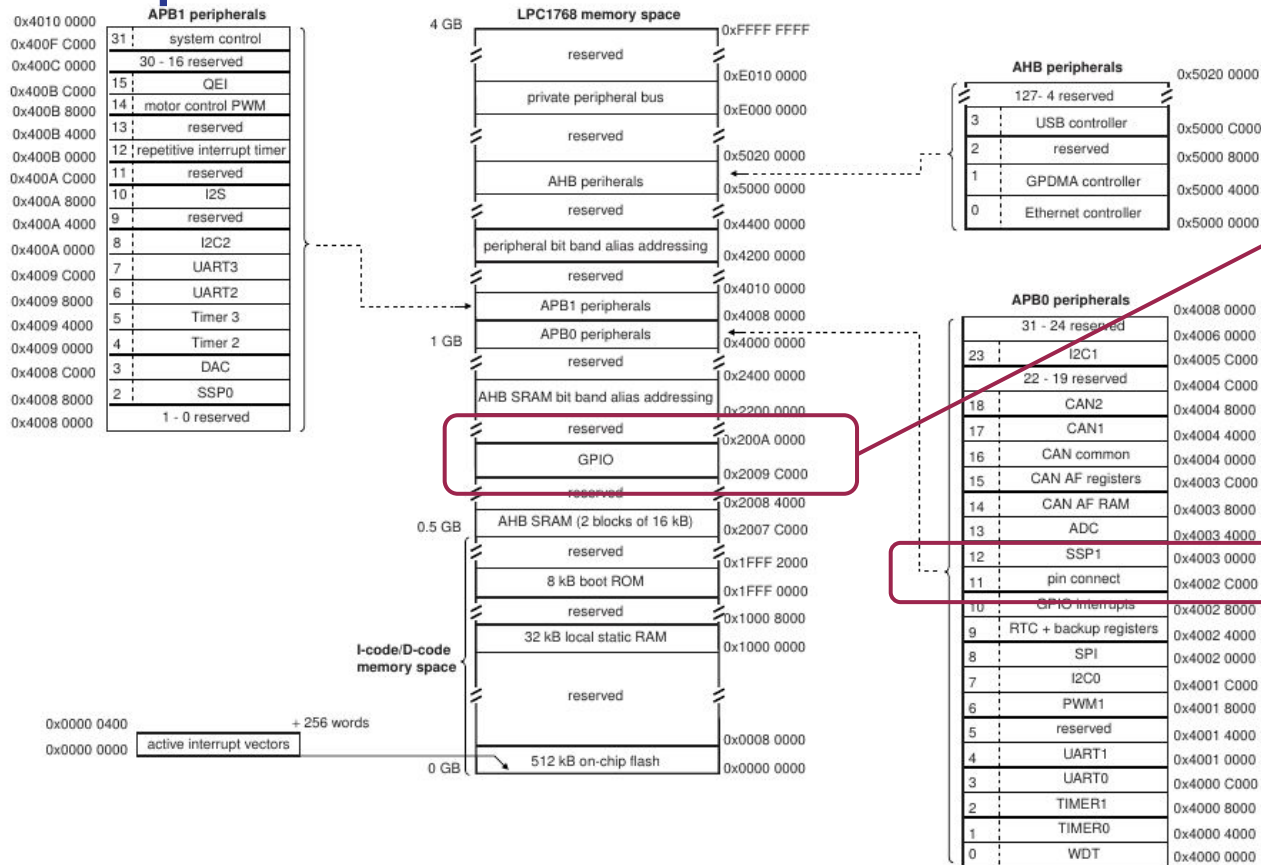 APB1 peripherals
0x4010 0000
31 system control
0x400F C000
30 - 16 reserved
0x400C 0000
15 QEI
0x400B C000
14 motor control PWM
0x400B 8000
13 reserved
0x400B 4000
12 repetitive interrupt timer
0x400B 0000
11 reserved
0x400A C000
10 I2S
0x400A 8000
9 reserved
0x400A 4000
8 I2C2
0x400A 0000
7 UART3
0x4009 C000
6 UART2
0x4009 8000
5 Timer 3
0x4009 4000
4 Timer 2
0x4009 0000
3 DAC
0x4008 C000
2 SSP0
0x4008 8000
1 - 0 reserved
0x4008 0000
LPC1768 memory space
4 GB
0xFFFF FFFF
reserved
0xE010 0000
private peripheral bus
0xE000 0000
reserved
0x5020 0000
AHB periherals
0x5000 0000
reserved
0x4400 0000
peripheral bit band alias addressing
0x4200 0000
reserved
0x4010 0000
APB1 peripherals
0x4008 0000
APB0 peripherals
1 GB
0x4000 0000
reserved
0x2400 0000
AHB SRAM bit band alias addressing
0x2200 0000
reserved
0x200A 0000
GPIO
0x2009 C000
reserved
0x2008 4000
AHB SRAM (2 blocks of 16 kB)
0.5 GB
0x2007 C000
reserved
0x1FFF 2000
8 kB boot ROM
0x1FFF 0000
reserved
0x1000 8000
32 kB local static RAM
0x1000 0000
I-code/D-code
memory space
reserved
0x0008 0000
512 kB on-chip flash
0 GB
0x0000 0000
0x0000 0400
+ 256 words
active interrupt vectors
0x0000 0000
AHB peripherals
0x5020 0000
127- 4 reserved
3 USB controller
0x5000 C000
2 reserved
0x5000 8000
1 GPDMA controller
0x5000 4000
0 Ethernet controller
0x5000 0000
APB0 peripherals
0x4008 0000
31 - 24 reserved
0x4006 0000
23 I2C1
0x4005 C000
22 - 19 reserved
0x4004 C000
18 CAN2
0x4004 8000
17 CAN1
0x4004 4000
16 CAN common
0x4004 0000
15 CAN AF registers
0x4003 C000
14 CAN AF RAM
0x4003 8000
13 ADC
0x4003 4000
12 SSP1
0x4003 0000
11 pin connect
0x4002 C000
10 GPIO interrupts
0x4002 8000
9 RTC + backup registers
0x4002 4000
8 SPI
0x4002 0000
7 I2C0
0x4001 C000
6 PWM1
0x4001 8000
5 reserved
0x4001 4000
4 UART1
0x4001 0000
3 UART0
0x4000 C000
2 TIMER1
0x4000 8000
1 TIMER0
0x4000 4000
0 WDT
0x4000 0000